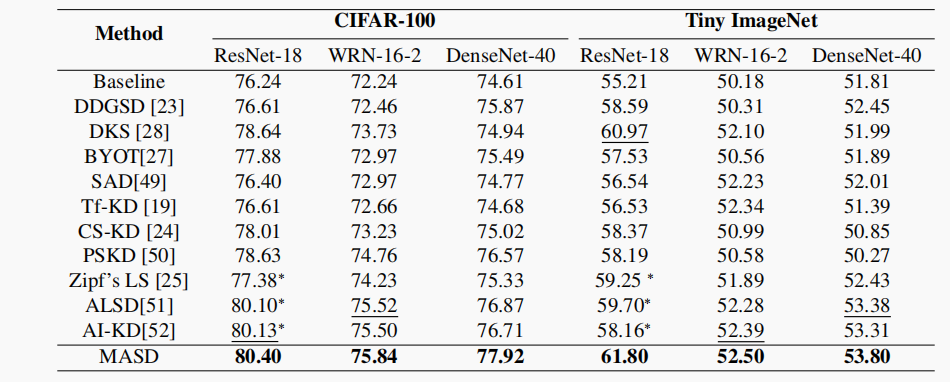 Method CIFAR-100 Tiny ImageNet
ResNet-18 WRN-16-2 DenseNet-40 ResNet-18 WRN-16-2 DenseNet-40
Baseline 76.24 72.24 74.61 55.21 50.18 51.81
DDGSD [23] 76.61 72.46 75.87 58.59 50.31 52.45
DKS [28] 78.64 73.73 74.94 60.97 52.10 51.99
BYOT[27] 77.88 72.97 75.49 57.53 50.56 51.89
SAD[49] 76.40 72.97 74.77 56.54 52.23 52.01
Tf-KD [19] 76.61 72.66 74.68 56.53 52.34 51.39
CS-KD [24] 78.01 73.23 75.02 58.37 50.99 50.85
PSKD [50] 78.63 74.76 76.57 58.19 50.58 50.27
Zipf's LS [25] 77.38* 74.23 75.33 59.25 * 51.89 52.43
ALSD[51] 80.10* 75.52 76.87 59.70* 52.28 53.38
AI-KD[52] 80.13* 75.50 76.71 58.16* 52.39 53.31
MASD 80.40 75.84 77.92 61.80 52.50 53.80